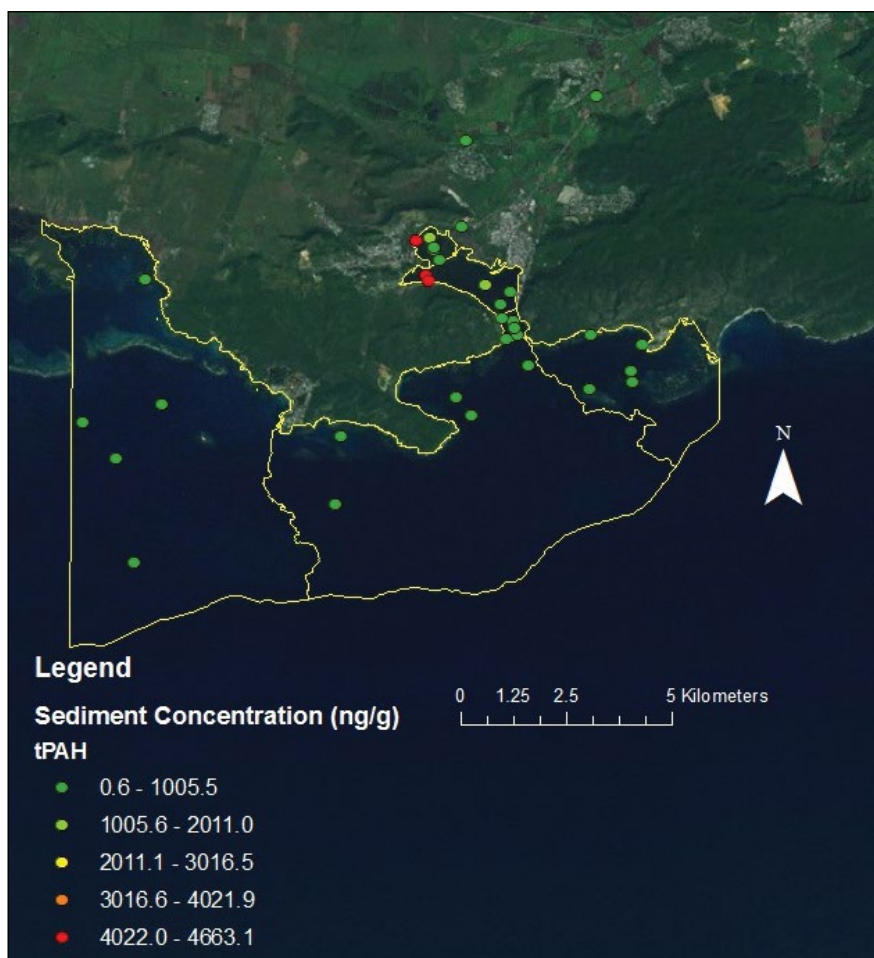 N
Legend
Sediment Concentration (ng/g)
tPAH
0 1.25 2.5 5 Kilometers
0.6 - 1005.5
1005.6 - 2011.0
2011.1 - 3016.5
3016.6 - 4021.9
4022.0 - 4663.1